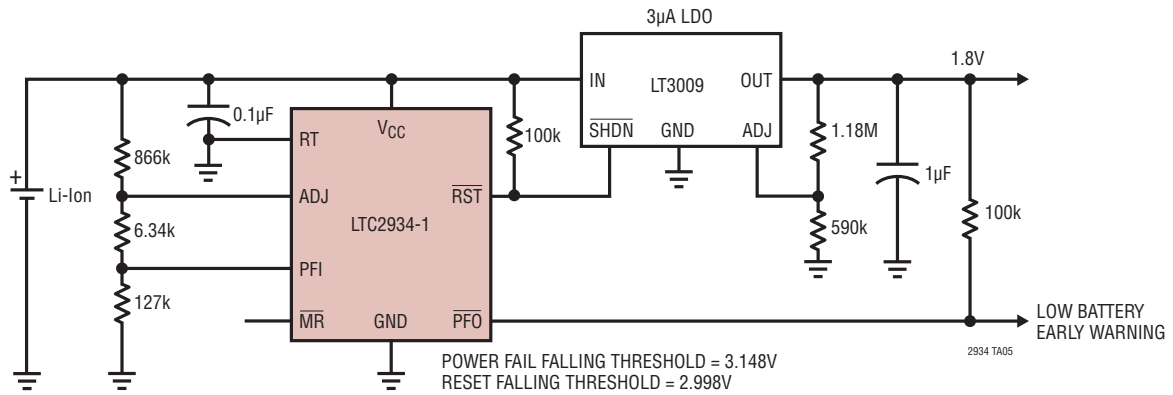 3µA LDO
1.8V
IN
OUT
LT3009
SHDN
GND
ADJ
0.1µF
VCC
RT
100k
1.18M
866k
1µF
+
Li-Ion
ADJ
RST
LTC2934-1
6.34k
590k
100k
PFI
127k
MR
GND
PFO
LOW BATTERY
EARLY WARNING
2934 TA05
POWER FAIL FALLING THRESHOLD = 3.148V
RESET FALLING THRESHOLD = 2.998V